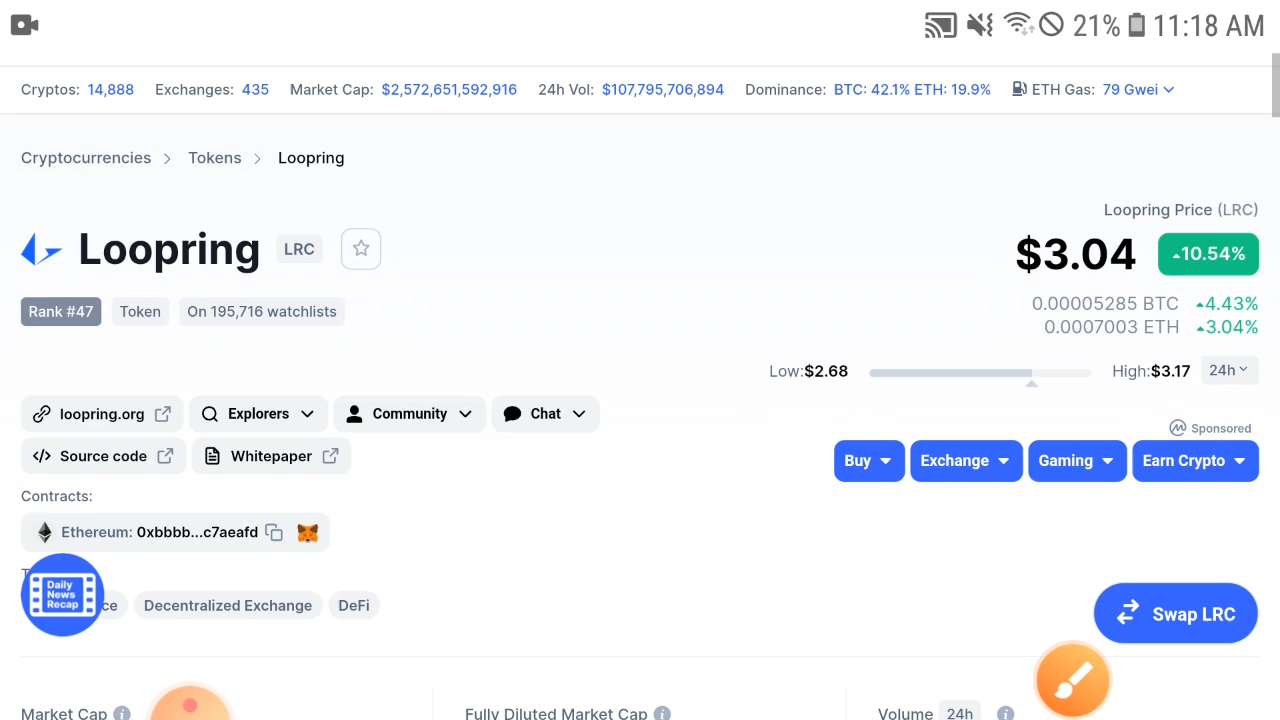 21% 11:18 AM
Cryptos: 14,888 Exchanges: 435 Market Cap: $2,572,651,592,916 24h Vol: $107,795,706,894 Dominance: BTC: 42.1% ETH: 19.9% ETH Gas: 79 Gwei
Cryptocurrencies > Tokens > Loopring
Loopring Price (LRC)
Loopring LRC
$3.04 10.54%
Rank #47 Token On 195,716 watchlists
0.00005285 BTC 4.43%
0.0007003 ETH 3.04%
Low:$2.68 High:$3.17 24h
loopring.org Explorers Community Chat
Sponsored
Source code Whitepaper
Buy Exchange Gaming Earn Crypto
Contracts:
Ethereum: 0xbbbb...c7aeafd
Daily
News
Recap
Decentralized Exchange DeFi
Swap LRC
Market Cap Fully Diluted Market Cap Volume 24h